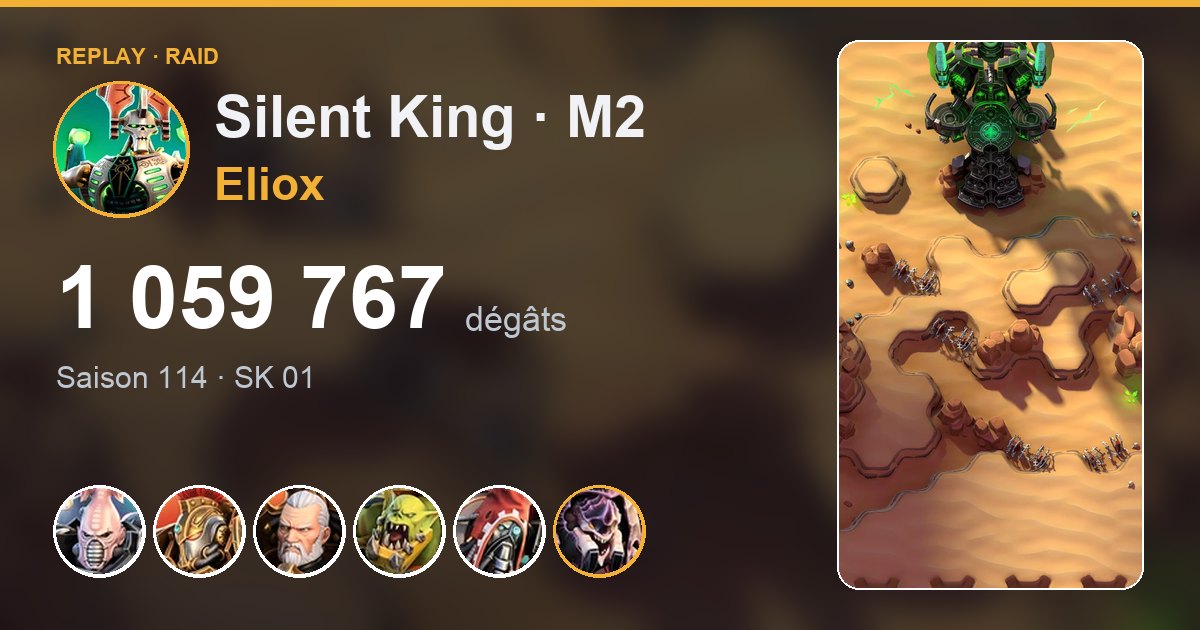 REPLAY · RAID
Silent King · M2
Eliox
1 059 767 dégâts
Saison 114 · SK 01